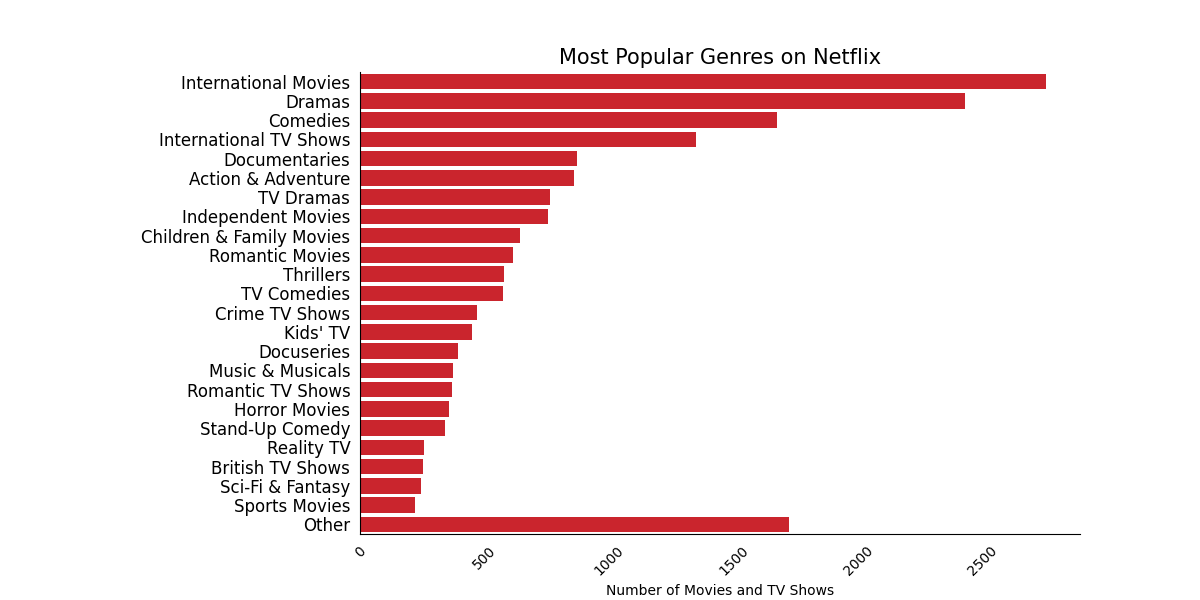 Most Popular Genres on Netflix
International Movies
Dramas
Comedies
International TV Shows
Documentaries
Action & Adventure
TV Dramas
Independent Movies
Children & Family Movies
Romantic Movies
Thrillers
TV Comedies
Crime TV Shows
Kids' TV
Docuseries
Music & Musicals
Romantic TV Shows
Horror Movies
Stand-Up Comedy
Reality TV
British TV Shows
Sci-Fi & Fantasy
Sports Movies
Other
0 500 1000 1500 2000 2500
Number of Movies and TV Shows